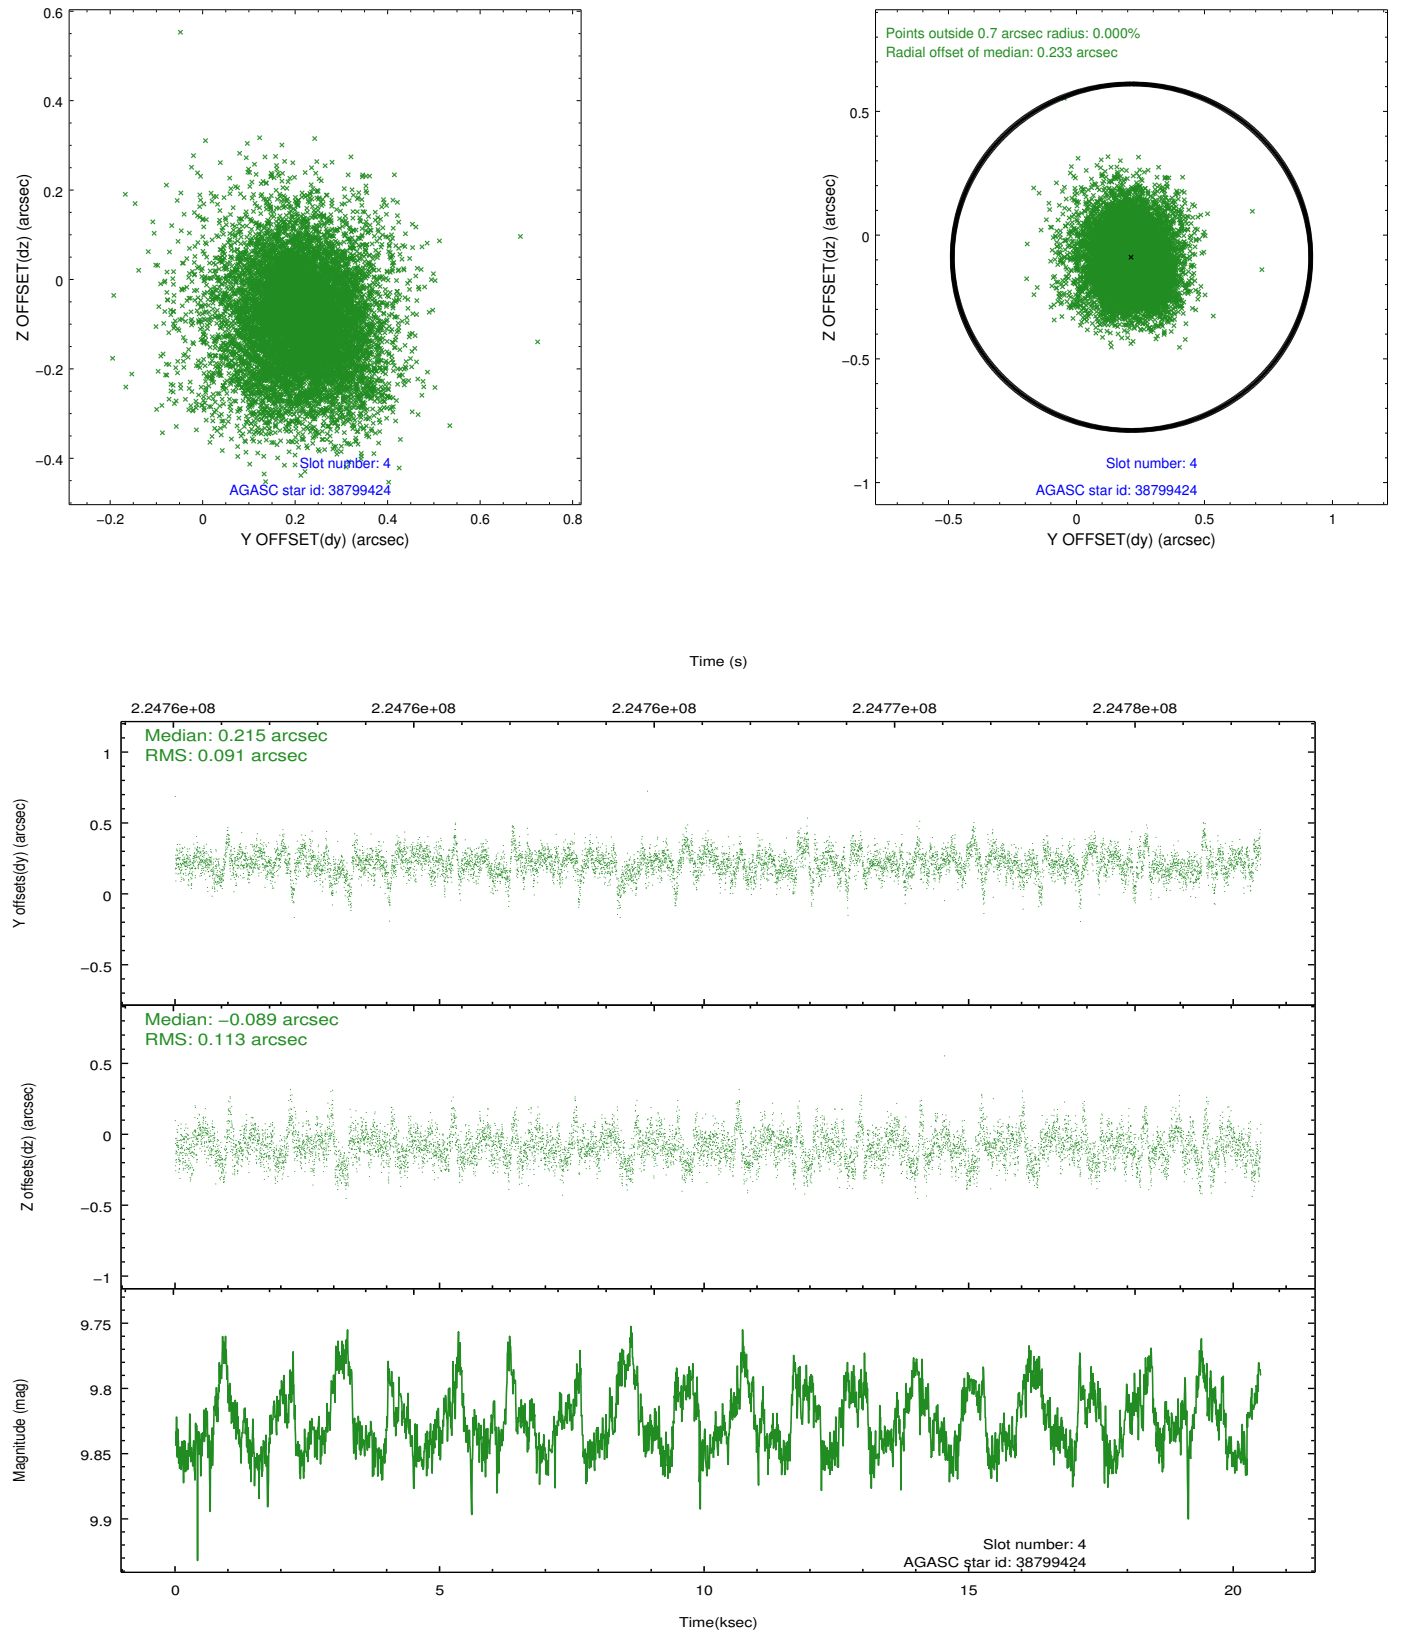 0.6
0.4
0.2
0
−0.2
−0.4
Z OFFSET(dz) (arcsec)
Slot number: 4
AGASC star id: 38799424
−0.2 0 0.2 0.4 0.6 0.8
Y OFFSET(dy) (arcsec)
Points outside 0.7 arcsec radius: 0.000%
Radial offset of median: 0.233 arcsec
0.5
0
−0.5
−1
Z OFFSET(dz) (arcsec)
Slot number: 4
AGASC star id: 38799424
−0.5 0 0.5 1
Y OFFSET(dy) (arcsec)
Time (s)
2.2476e+08 2.2476e+08 2.2476e+08 2.2477e+08 2.2478e+08
Median: 0.215 arcsec
RMS: 0.091 arcsec
1
0.5
0
−0.5
Y offsets(dy) (arcsec)
Median: −0.089 arcsec
RMS: 0.113 arcsec
0.5
0
−0.5
−1
Z offsets(dz) (arcsec)
9.75
9.8
9.85
9.9
Magnitude (mag)
Slot number: 4
AGASC star id: 38799424
0 5 10 15 20
Time(ksec)